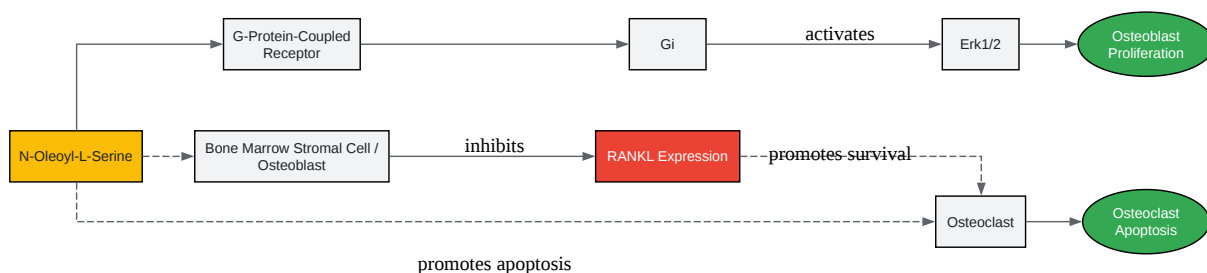 G-Protein-Coupled
Receptor
Gi
activates
Erk1/2
Osteoblast
Proliferation
N-Oleoyl-L-Serine
Bone Marrow Stromal Cell /
Osteoblast
inhibits
RANKL Expression
promotes survival
Osteoclast
Osteoclast
Apoptosis
promotes apoptosis